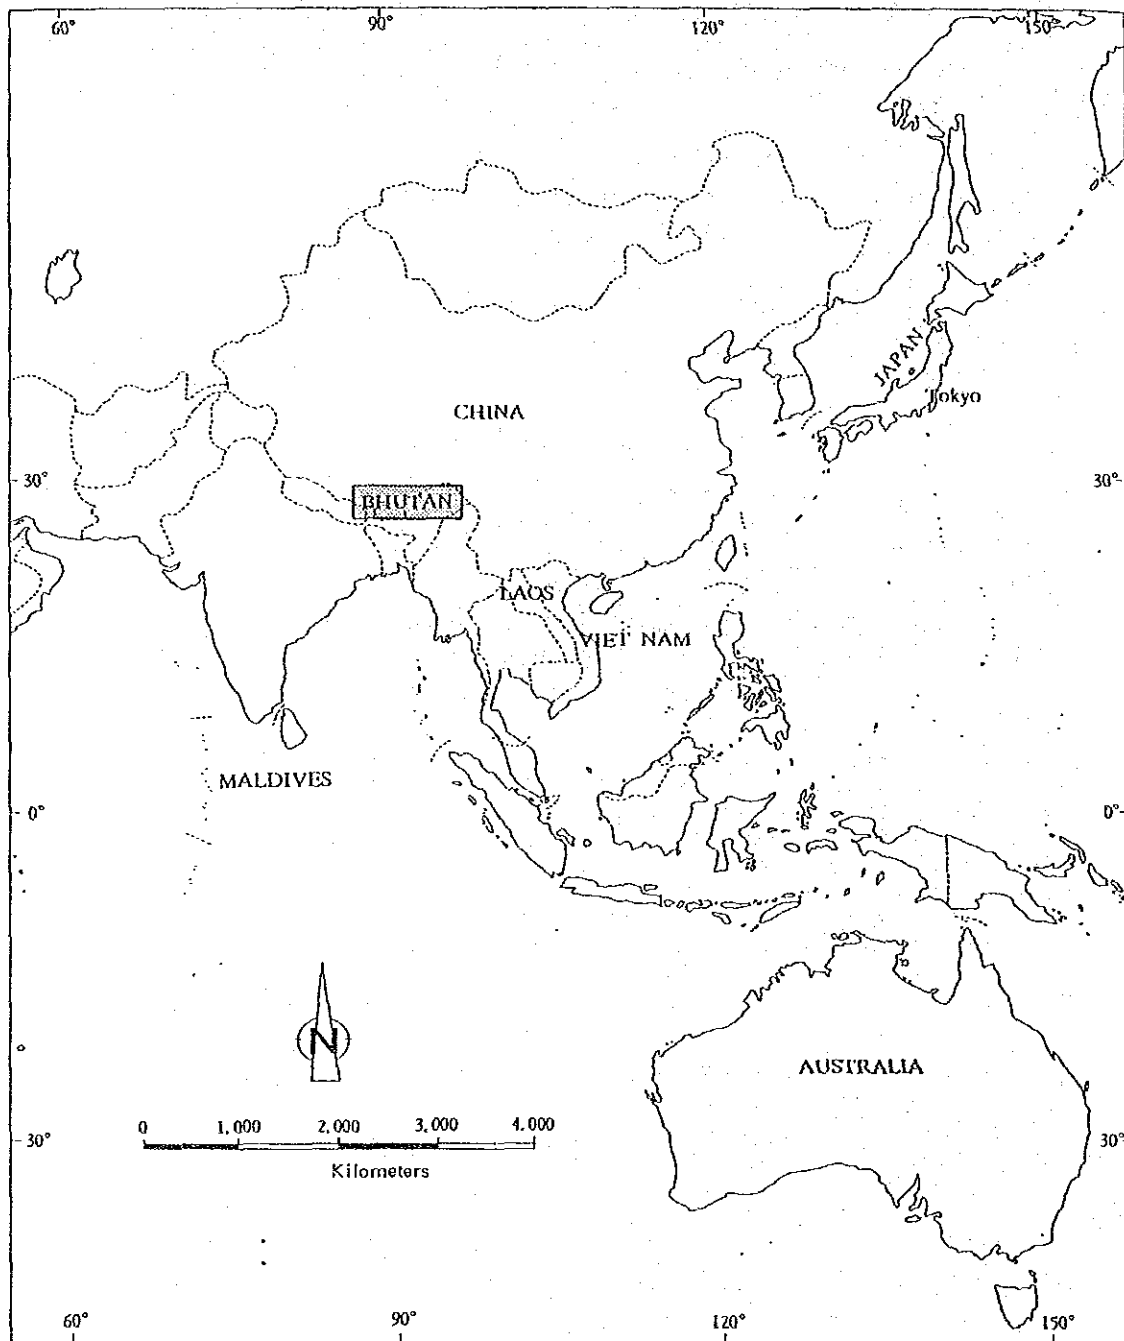 60° 90° 120° 150°
JAPAN
Tokyo
CHINA
30° 30°
BHUTAN
LAOS
VIET NAM
MALDIVES
0° 0°
N
AUSTRALIA
0 1,000 2,000 3,000 4,000
30° 30°
Kilometers
60° 90° 120° 150°